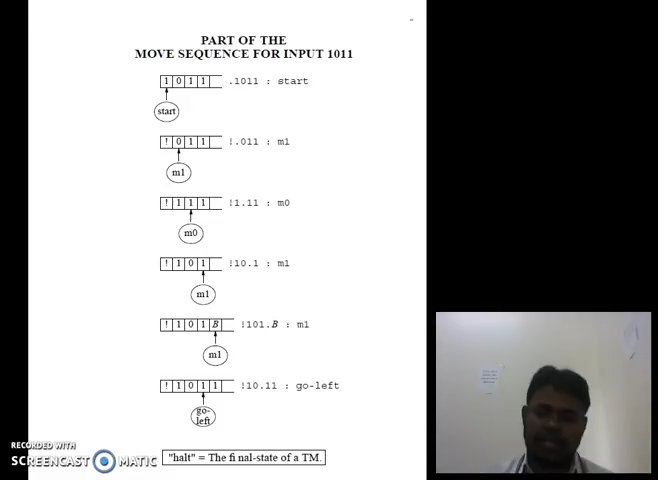 PART OF THE
MOVE SEQUENCE FOR INPUT 1011
1 0 1 1 .1011 : start
start
! 0 1 1 !.011 : m1
m1
! 1 1 1 !1.11 : m0
m0
! 1 0 1 !10.1 : m1
m1
! 1 0 1 B !101.B : m1
m1
! 1 0 1 1 !10.11 : go-left
go-
left
"halt" = The final-state of a TM.
RECORDED WITH
SCREENCAST MATIC